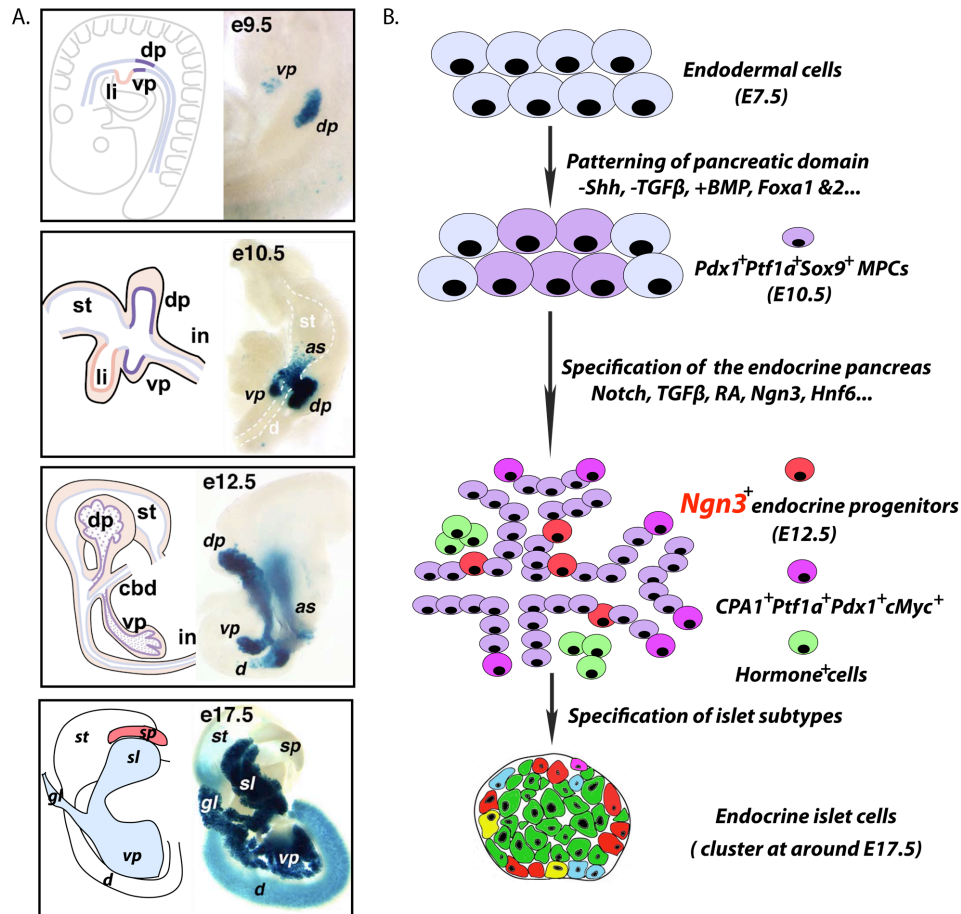 A.
e9.5
dp
vp
li
vp
dp
e10.5
st
dp
in
li
vp
st
as
vp
dp
d
e12.5
dp
st
cbd
vp
in
dp
as
vp
d
e17.5
st
sp
sl
gl
vp
d
st
sp
sl
gl
vp
d
B.
Endodermal cells
(E7.5)
Patterning of pancreatic domain
-Shh, -TGFβ, +BMP, Foxa1 &2...
Pdx1⁺Ptf1a⁺Sox9⁺ MPCs
(E10.5)
Specification of the endocrine pancreas
Notch, TGFβ, RA, Ngn3, Hnf6...
Ngn3⁺ endocrine progenitors
(E12.5)
CPA1⁺Ptf1a⁺Pdx1⁺cMyc⁺
Hormone⁺cells
Specification of islet subtypes
Endocrine islet cells
( cluster at around E17.5)